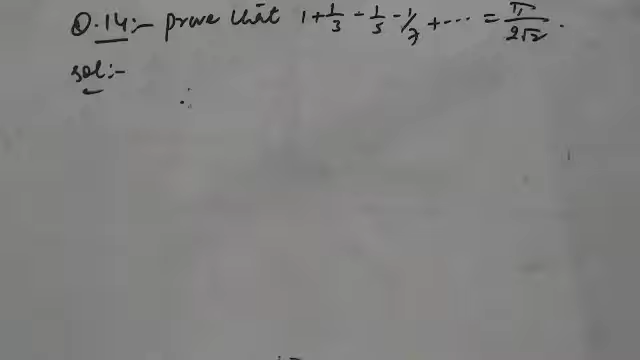 Q.14:- prove that 1 + 1/3 - 1/5 - 1/7 + ... = π/2√2.
Sol:-
∴